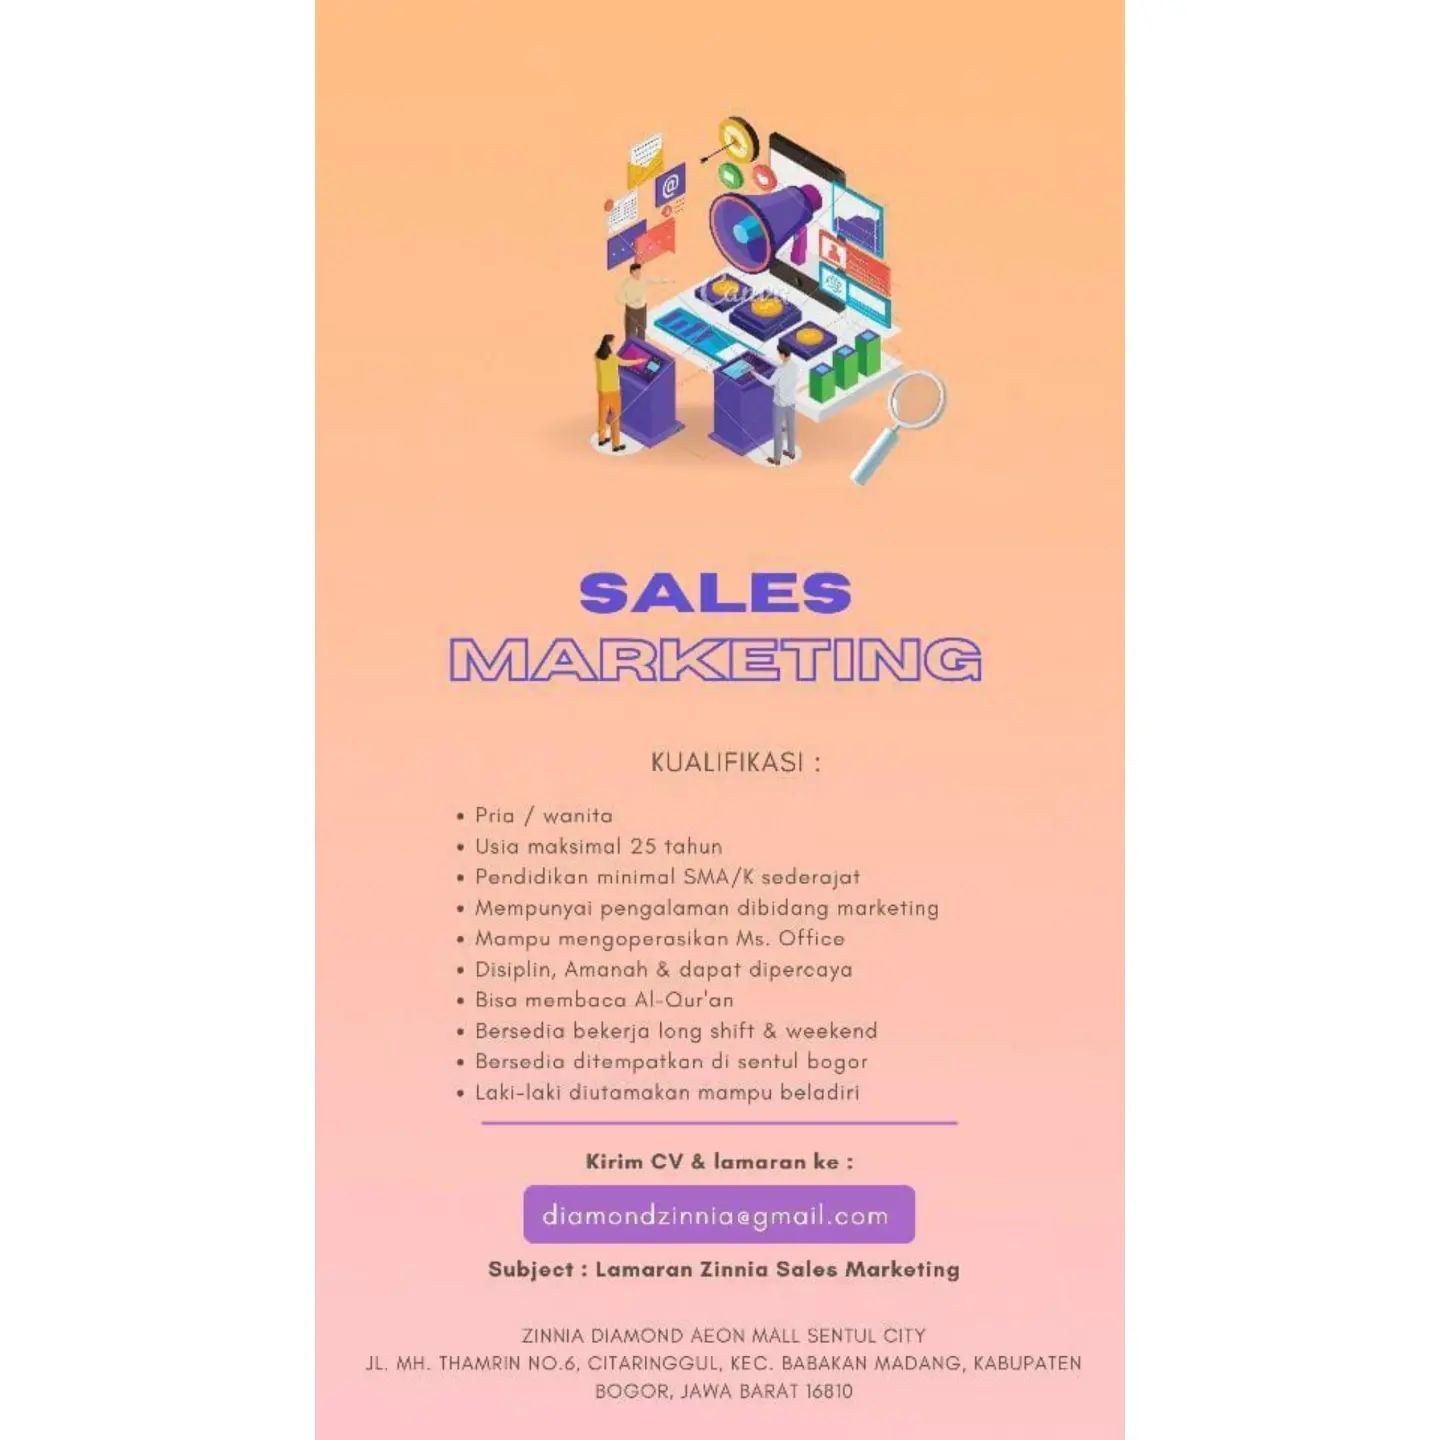 Canva
SALES
MARKETING
KUALIFIKASI :
• Pria / wanita
• Usia maksimal 25 tahun
• Pendidikan minimal SMA/K sederajat
• Mempunyai pengalaman dibidang marketing
• Mampu mengoperasikan Ms. Office
• Disiplin, Amanah & dapat dipercaya
• Bisa membaca Al-Qur'an
• Bersedia bekerja long shift & weekend
• Bersedia ditempatkan di sentul bogor
• Laki-laki diutamakan mampu beladiri
Kirim CV & lamaran ke :
diamondzinnia@gmail.com
Subject : Lamaran Zinnia Sales Marketing
ZINNIA DIAMOND AEON MALL SENTUL CITY
JL. MH. THAMRIN NO.6, CITARINGGUL, KEC. BABAKAN MADANG, KABUPATEN
BOGOR, JAWA BARAT 16810